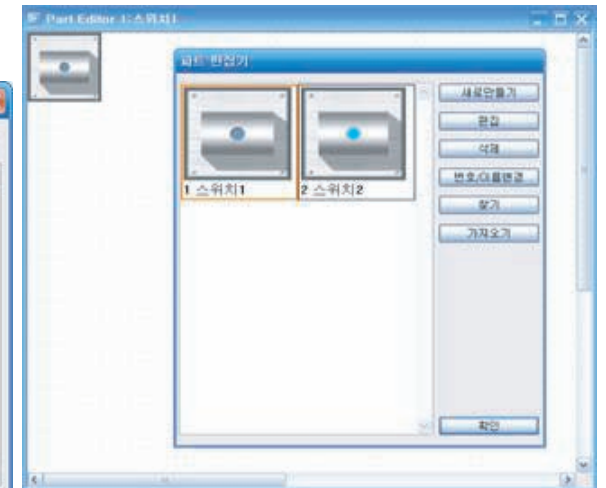 Part Editor 1:스위치1
파트 편집기
1 스위치1
2 스위치2
새로만들기
편집
삭제
번호/이름변경
찾기
가져오기
확인